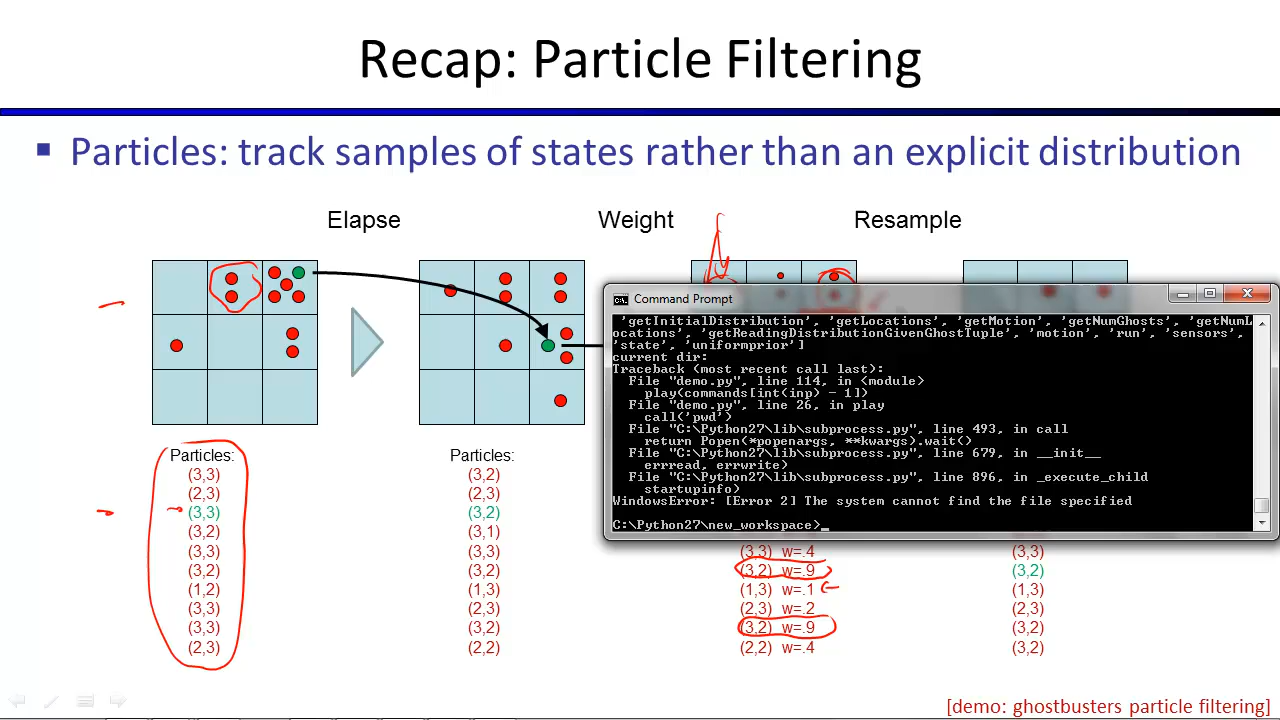 Recap: Particle Filtering
Particles: track samples of states rather than an explicit distribution
Elapse
Weight
Resample
Particles:
(3,3)
(2,3)
(3,3)
(3,2)
(3,3)
(3,2)
(1,2)
(3,3)
(3,3)
(2,3)
Particles:
(3,2)
(2,3)
(3,2)
(3,1)
(3,3)
(3,2)
(1,3)
(2,3)
(3,2)
(2,2)
Command Prompt
'getInitialDistribution', 'getLocations', 'getMotion', 'getNumGhosts', 'getNumL
ocations', 'getReadingDistributionGivenGhostTuple', 'motion', 'run', 'sensors',
'state', 'uniformprior']
current dir:
Traceback (most recent call last):
File "demo.py", line 114, in <module>
play(commands[int(inp) - 1])
File "demo.py", line 26, in play
call('pwd')
File "C:\Python27\lib\subprocess.py", line 493, in call
return Popen(*popenargs, **kwargs).wait()
File "C:\Python27\lib\subprocess.py", line 679, in __init__
errread, errwrite)
File "C:\Python27\lib\subprocess.py", line 896, in _execute_child
startupinfo)
WindowsError: [Error 2] The system cannot find the file specified
C:\Python27\new_workspace>_
(3,3) w=.4
(3,2) w=.9
(1,3) w=.1
(2,3) w=.2
(3,2) w=.9
(2,2) w=.4
(3,3)
(3,2)
(1,3)
(2,3)
(3,2)
(3,2)
[demo: ghostbusters particle filtering]